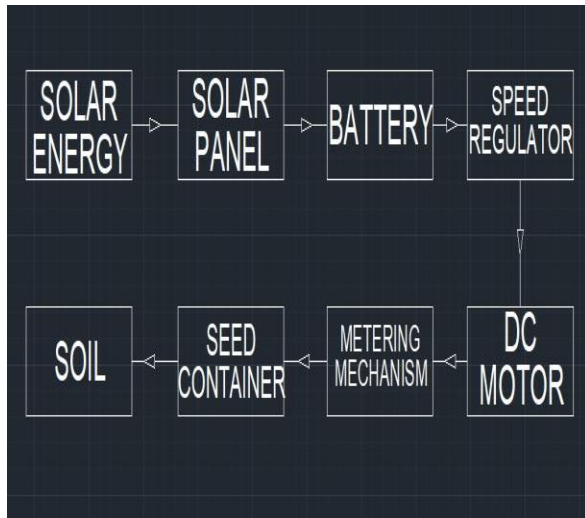 SOLAR
ENERGY
SOLAR
PANEL
BATTERY
SPEED
REGULATOR
DC
MOTOR
METERING
MECHANISM
SEED
CONTAINER
SOIL